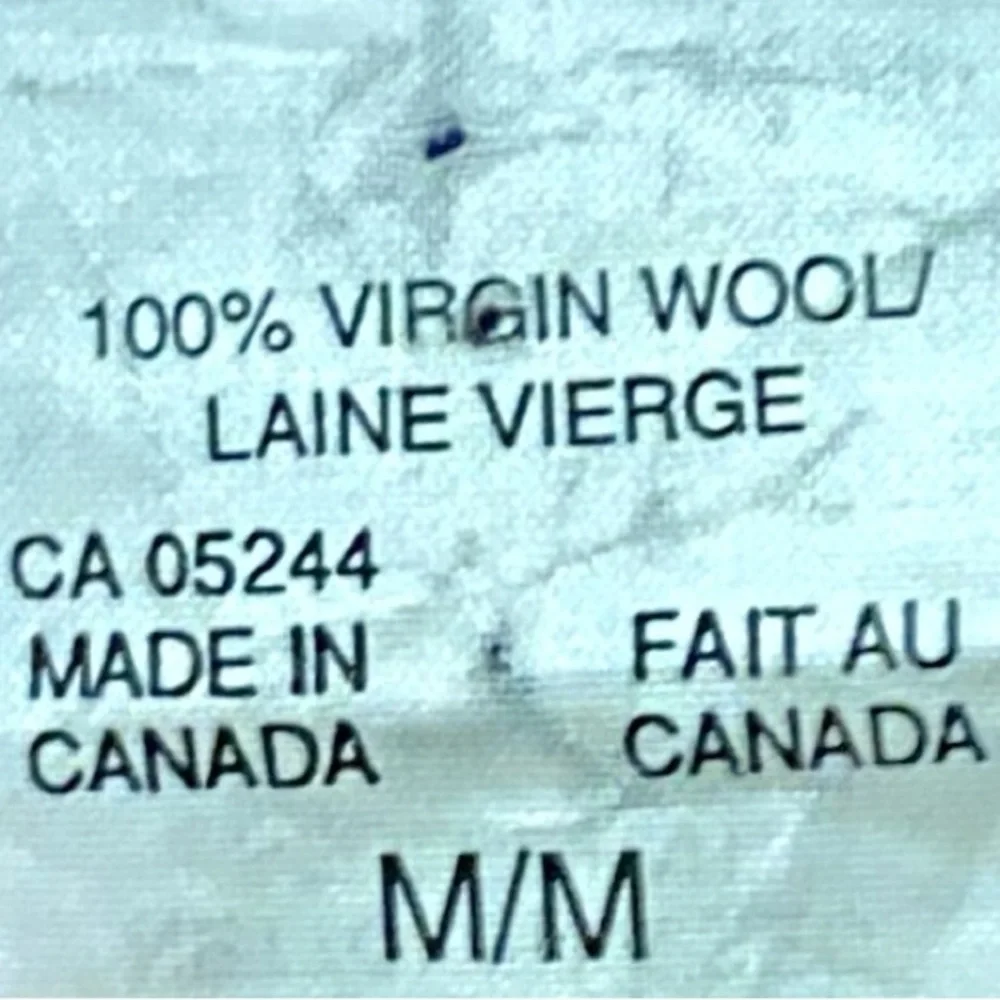 100% VIRGIN WOOL/
LAINE VIERGE
CA 05244
MADE IN
CANADA
FAIT AU
CANADA
M/M